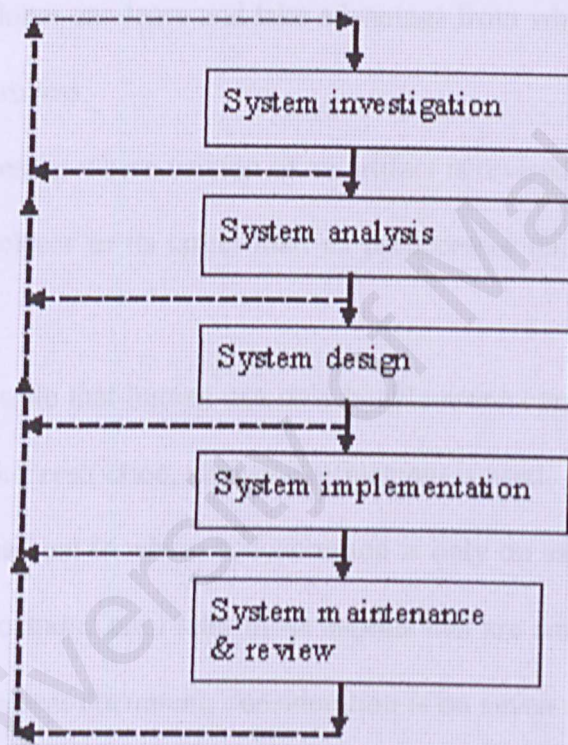 System investigation
System analysis
System design
System implementation
System maintenance
& review